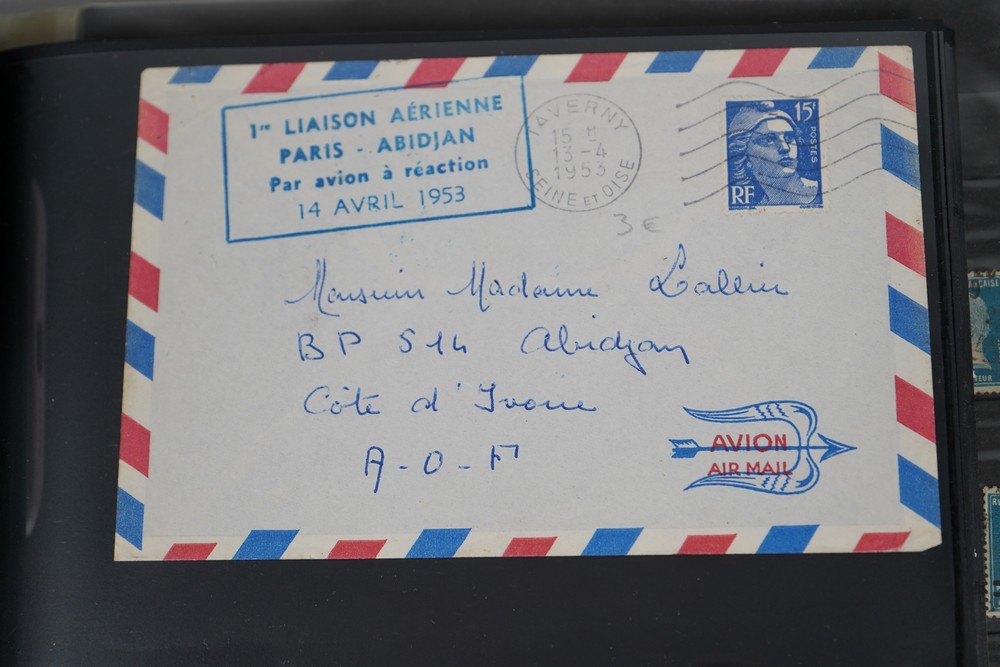 1re LIAISON AÉRIENNE
PARIS - ABIDJAN
Par avion à réaction
14 AVRIL 1953
TAVERNY
15 H
13-4
1953
SEINE ET OISE
15F
POSTES
RF
3 €
Monsieur Madame
BP 514 Abidjan
Côte d'Ivoire
A-O-F
AVION
AIR MAIL